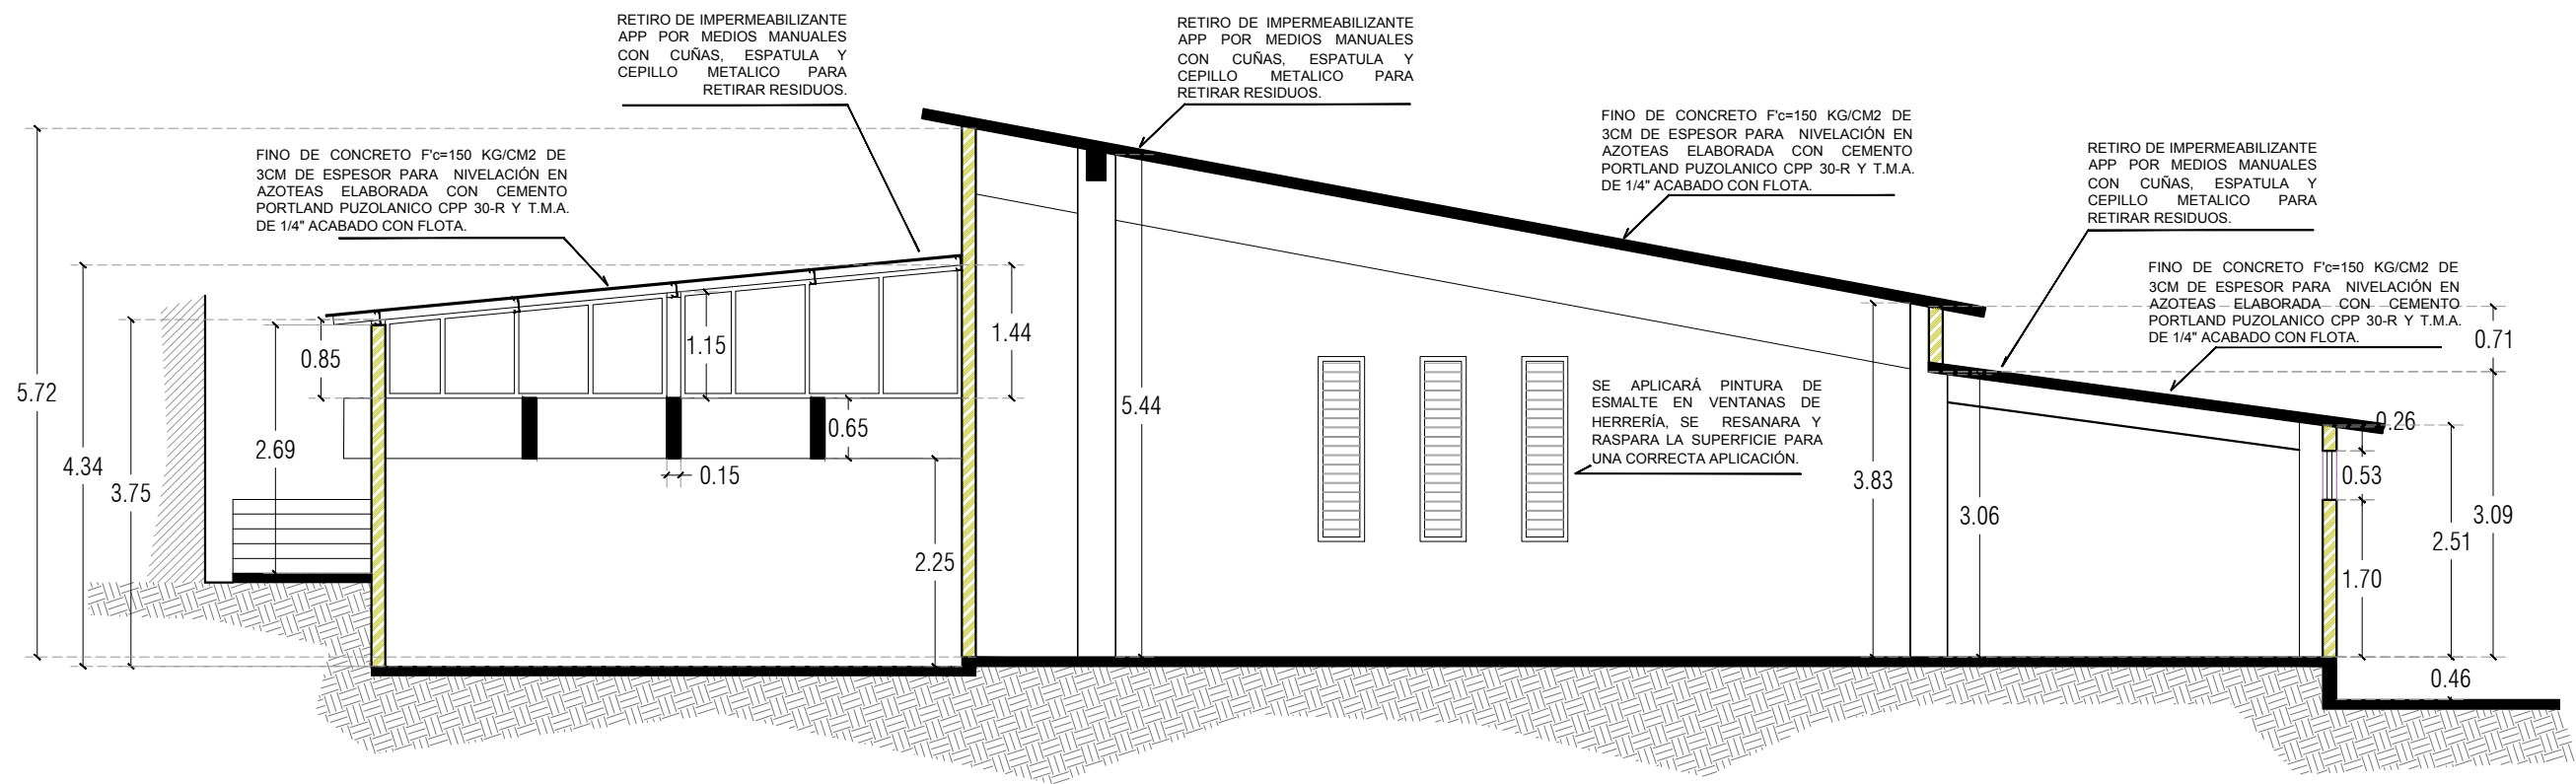 RETIRO DE IMPERMEABILIZANTE
APP POR MEDIOS MANUALES
CON CUÑAS, ESPATULA Y
CEPILLO METALICO PARA
RETIRAR RESIDUOS.
RETIRO DE IMPERMEABILIZANTE
APP POR MEDIOS MANUALES
CON CUÑAS, ESPATULA Y
CEPILLO METALICO PARA
RETIRAR RESIDUOS.
FINO DE CONCRETO F'c=150 KG/CM2 DE
3CM DE ESPESOR PARA NIVELACIÓN EN
AZOTEAS ELABORADA CON CEMENTO
PORTLAND PUZOLANICO CPP 30-R Y T.M.A.
DE 1/4" ACABADO CON FLOTA.
RETIRO DE IMPERMEABILIZANTE
APP POR MEDIOS MANUALES
CON CUÑAS, ESPATULA Y
CEPILLO METALICO PARA
RETIRAR RESIDUOS.
FINO DE CONCRETO F'c=150 KG/CM2 DE
3CM DE ESPESOR PARA NIVELACIÓN EN
AZOTEAS ELABORADA CON CEMENTO
PORTLAND PUZOLANICO CPP 30-R Y T.M.A.
DE 1/4" ACABADO CON FLOTA.
FINO DE CONCRETO F'c=150 KG/CM2 DE
3CM DE ESPESOR PARA NIVELACIÓN EN
AZOTEAS ELABORADA CON CEMENTO
PORTLAND PUZOLANICO CPP 30-R Y T.M.A.
DE 1/4" ACABADO CON FLOTA.
SE APLICARÁ PINTURA DE
ESMALTE EN VENTANAS DE
HERRERÍA, SE RESANARA Y
RASPARA LA SUPERFICIE PARA
UNA CORRECTA APLICACIÓN.
5.72
4.34
3.75
2.69
0.85
1.15
1.44
0.65
0.15
2.25
5.44
3.83
3.06
0.71
0.26
0.53
3.09
2.51
1.70
0.46